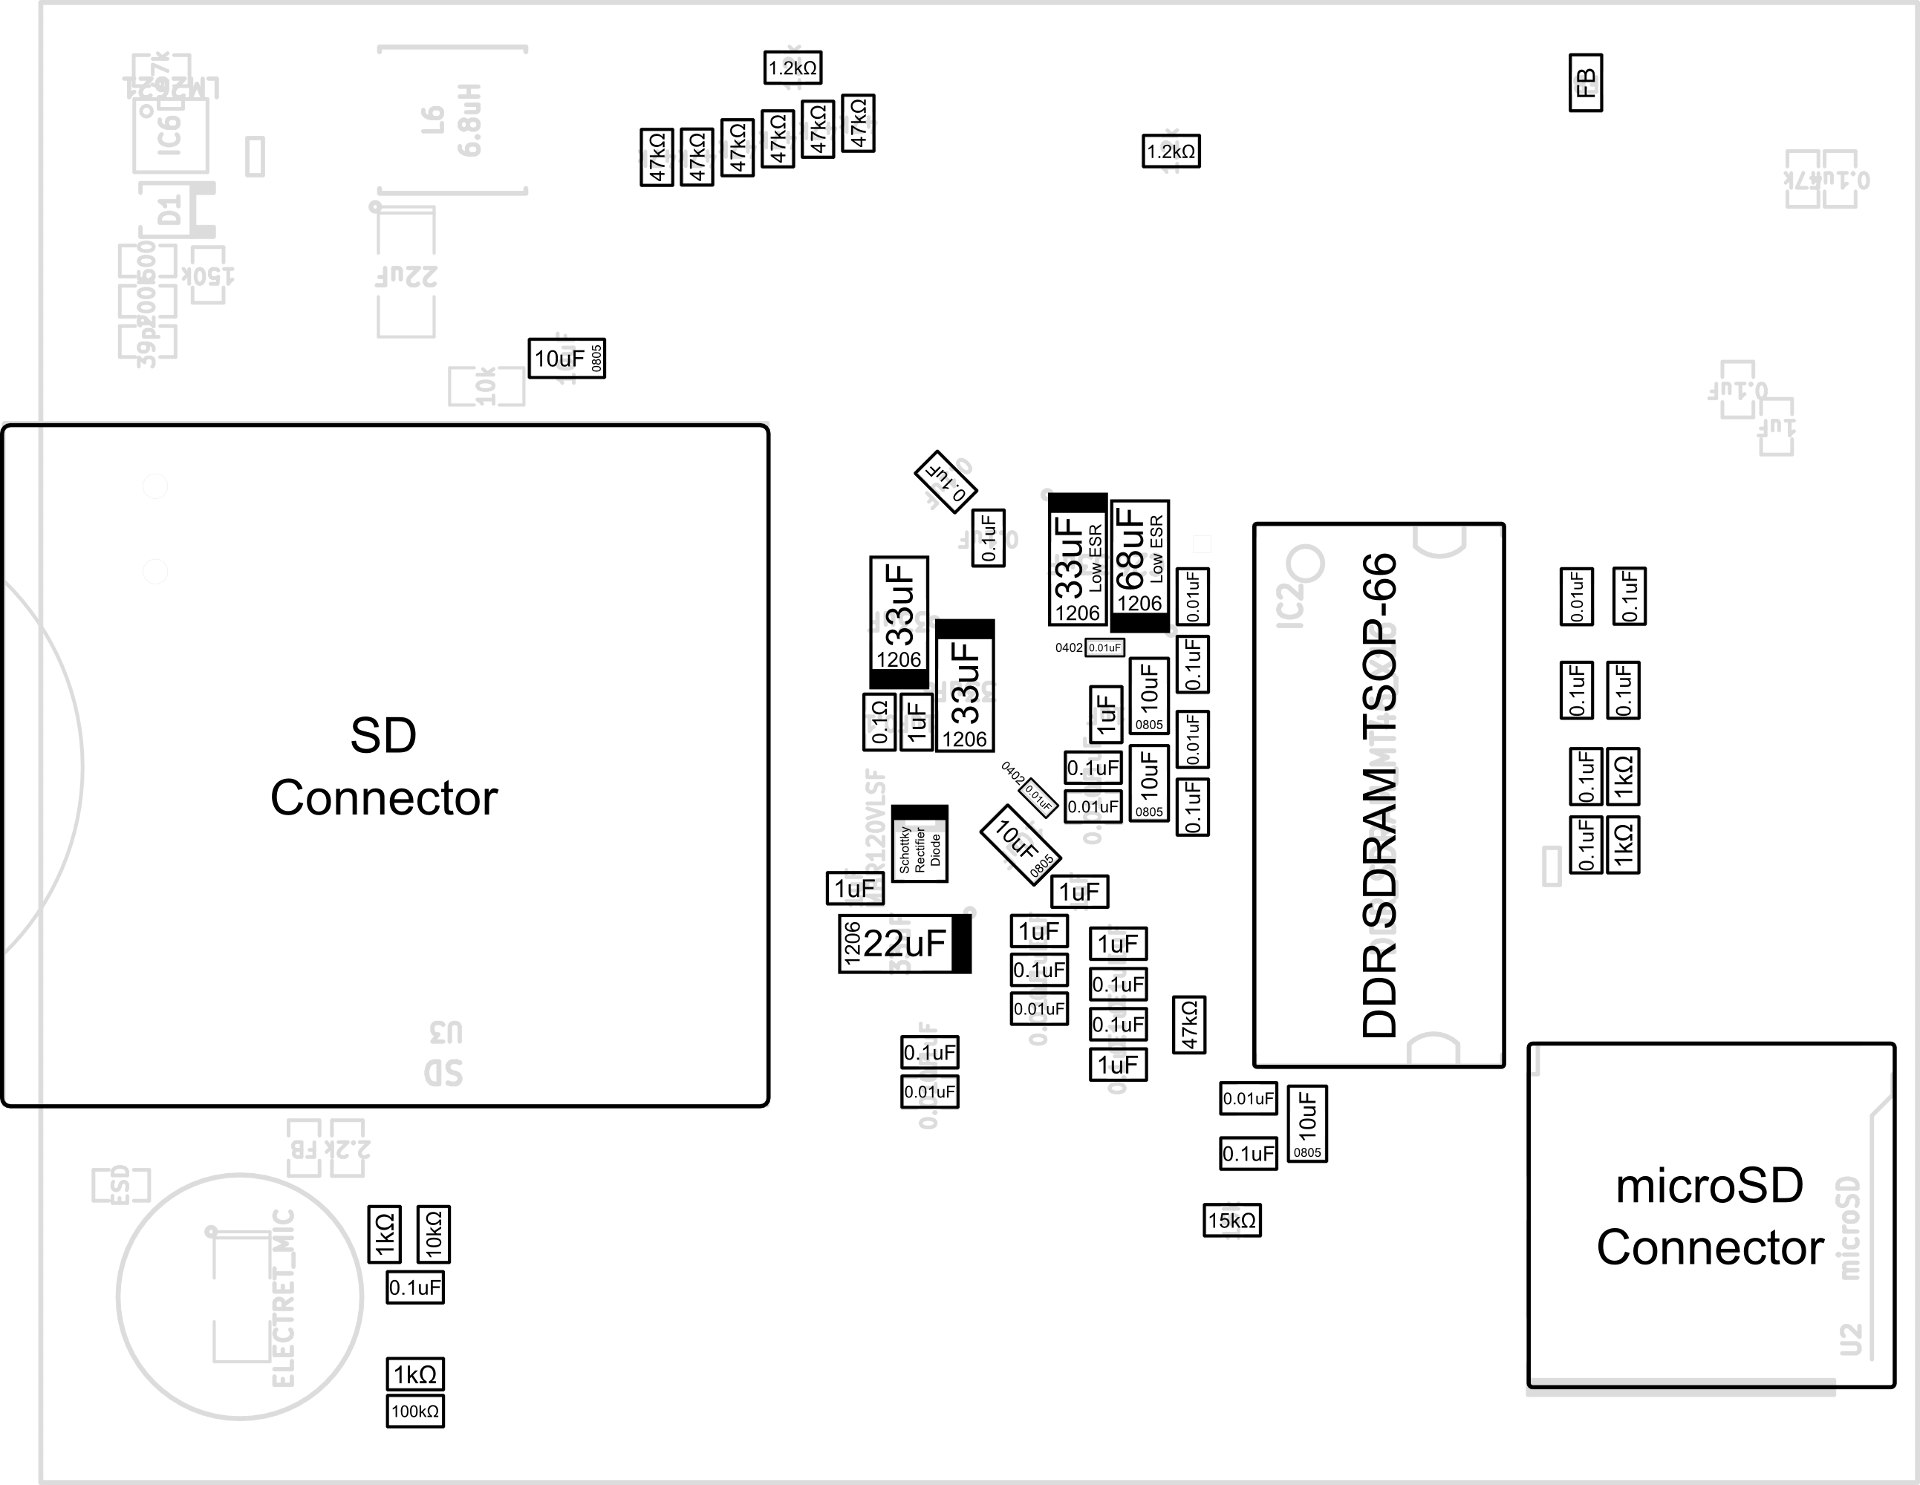 1.2kΩ
FB
67k
LM2621
IC6
L6
6.8uH
47kΩ
47kΩ
47kΩ
47kΩ
47kΩ
47kΩ
1.2kΩ
47k
0.1uF
D1
500
200k
150k
39pF
22uF
10uF
0805
10k
0.1uF
1uF
0.1uF
0.1uF
33uF
Low ESR
1206
68uF
Low ESR
1206
33uF
1206
33uF
1206
0.01uF
0402
0.01uF
0.1uF
10uF
0805
1uF
0.1Ω
1uF
0.01uF
0.1uF
0.01uF
10uF
0805
0.1uF
0402
0.01uF
10uF
0805
MBR120VLSF
Schottky
Rectifier
Diode
1uF
1uF
1206
22uF
1uF
0.1uF
0.01uF
1uF
0.1uF
0.1uF
1uF
47kΩ
0.1uF
0.01uF
IC2
DDR SDRAM TSOP-66
0.01uF
0.1uF
0.1uF
0.1uF
0.1uF
1kΩ
0.1uF
1kΩ
SD
Connector
U3
SD
0.01uF
10uF
0805
0.1uF
15kΩ
microSD
Connector
microSD
U2
FB
2.2k
ESD
ELECTRET_MIC
1kΩ
10kΩ
0.1uF
1kΩ
100kΩ